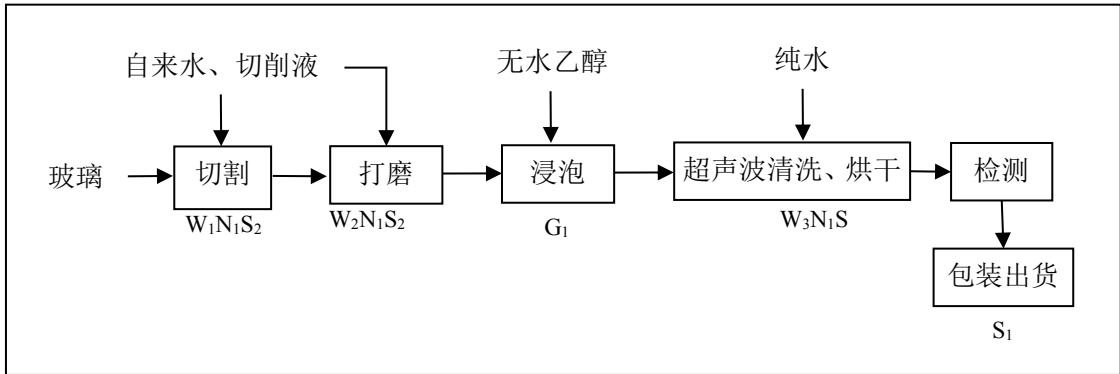 自来水、切削液
无水乙醇
纯水
玻璃
切割
打磨
浸泡
超声波清洗、烘干
检测
W₁N₁S₂
W₂N₁S₂
G₁
W₃N₁S
包装出货
S₁